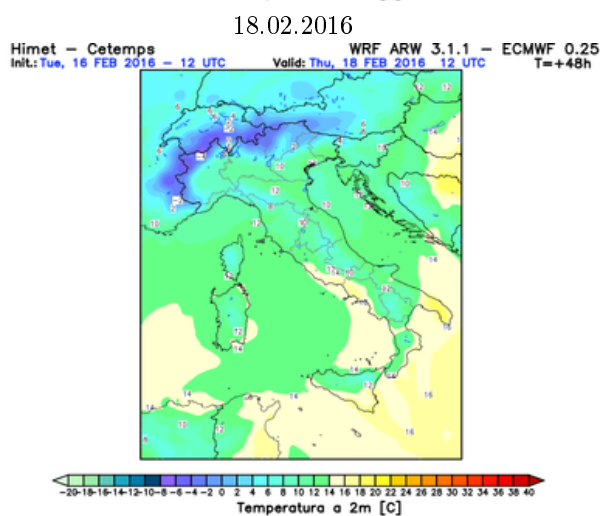 18.02.2016
Himet – Cetemps WRF ARW 3.1.1 – ECMWF 0.25
Init.: Tue, 16 FEB 2016 – 12 UTC Valid: Thu, 18 FEB 2016 12 UTC T=+48h
-20 -18 -16 -14 -12 -10 -8 -6 -4 -2 0 2 4 6 8 10 12 14 16 18 20 22 24 26 28 30 32 34 36 38 40
Temperatura a 2m [C]